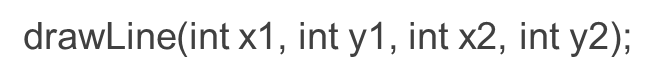 drawLine(int x1, int y1, int x2, int y2);